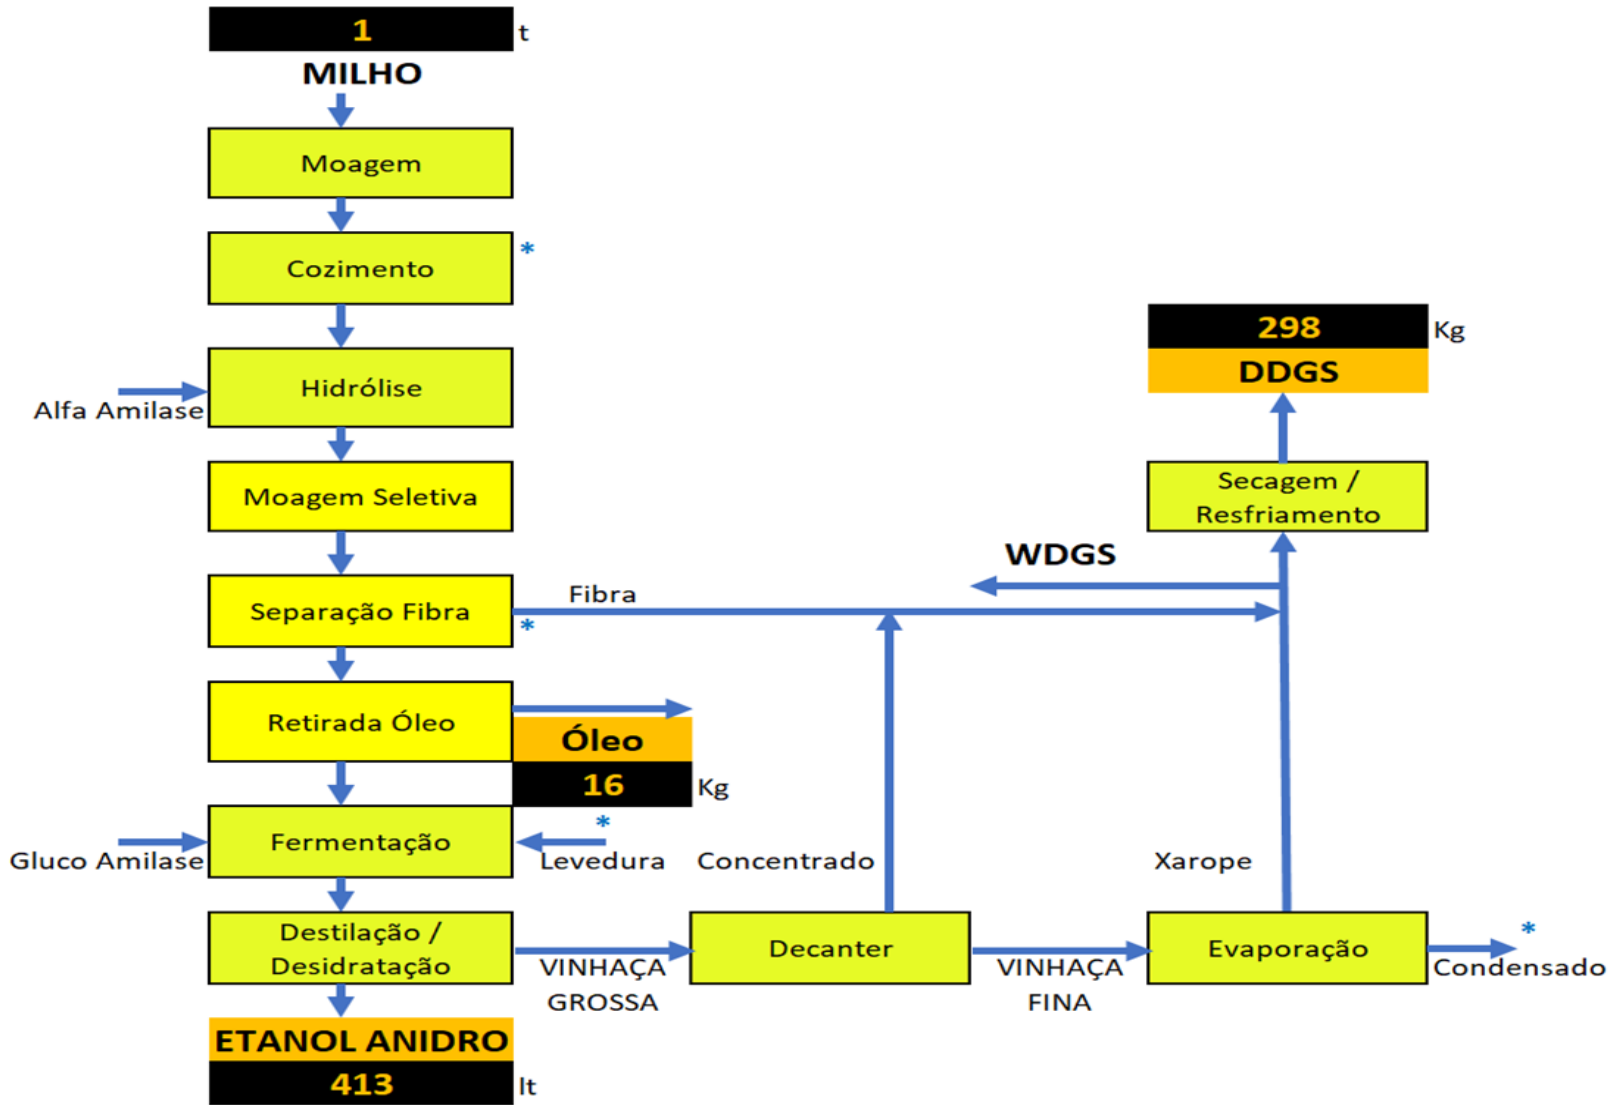 1 t
MILHO
Moagem
Cozimento *
Hidrólise
Alfa Amilase
Moagem Seletiva
Separação Fibra
*
Fibra
Retirada Óleo
Óleo
16 Kg
Fermentação
Gluco Amilase
*
Levedura
Destilação /
Desidratação
ETANOL ANIDRO
413 lt
VINHAÇA
GROSSA
Decanter
Concentrado
VINHAÇA
FINA
Evaporação
*
Condensado
Xarope
WDGS
Secagem /
Resfriamento
298 Kg
DDGS